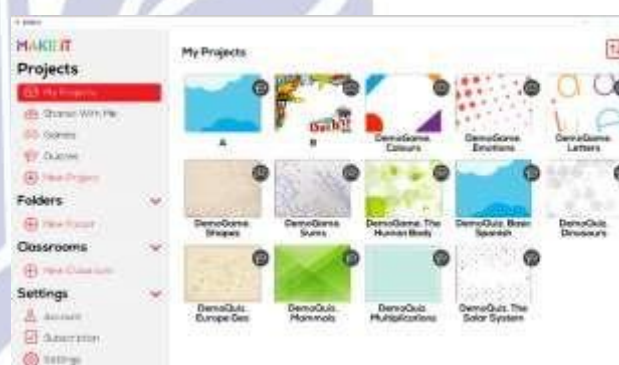 MAKE IT
Projects
My Projects
Shared With Me
Games
Quizzes
New Project
Folders
New Folder
Classrooms
New Classroom
Settings
Account
Subscription
Settings
My Projects
A
B
DemoGame.
Colours
DemoGame.
Emotions
DemoGame.
Letters
DemoGame.
Shapes
DemoGame.
Sums
DemoGame. The
Human Body
DemoQuiz. Basic
Spanish
DemoQuiz.
Dinosaurs
DemoQuiz.
Europe Geo
DemoQuiz.
Mammals
DemoQuiz.
Multiplications
DemoQuiz. The
Solar System